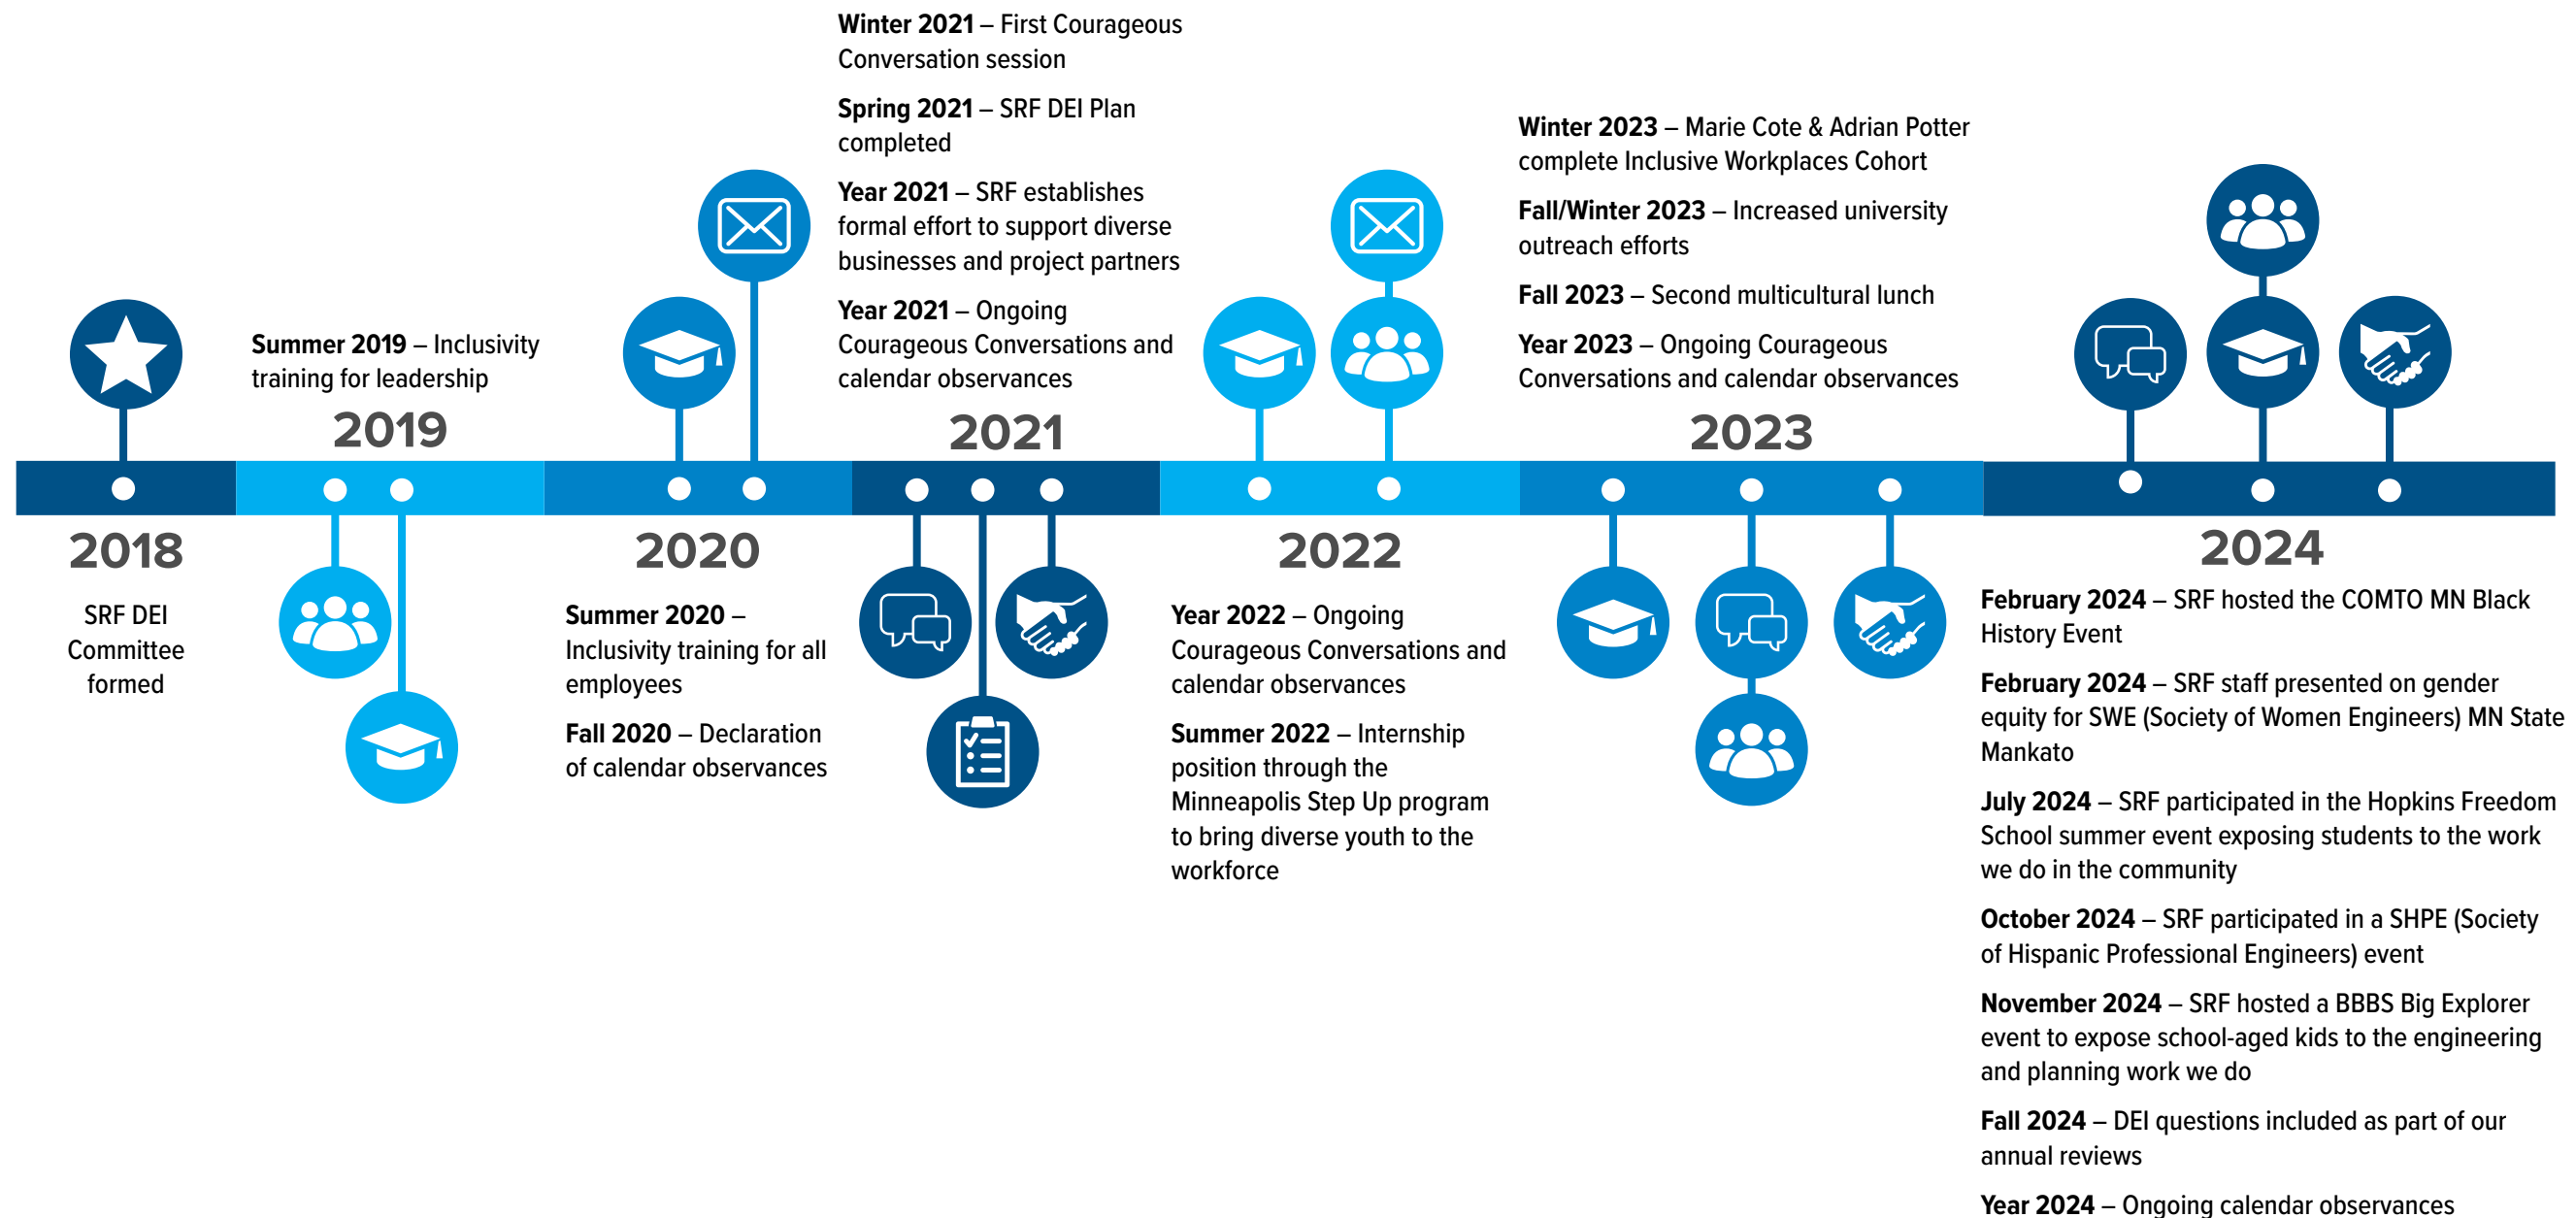 2018
SRF DEI
Committee
formed
Summer 2019 – Inclusivity
training for leadership
2019
2020
Summer 2020 –
Inclusivity training for all
employees
Fall 2020 – Declaration
of calendar observances
Winter 2021 – First Courageous
Conversation session
Spring 2021 – SRF DEI Plan
completed
Year 2021 – SRF establishes
formal effort to support diverse
businesses and project partners
Year 2021 – Ongoing
Courageous Conversations and
calendar observances
2021
2022
Year 2022 – Ongoing
Courageous Conversations and
calendar observances
Summer 2022 – Internship
position through the
Minneapolis Step Up program
to bring diverse youth to the
workforce
Winter 2023 – Marie Cote & Adrian Potter
complete Inclusive Workplaces Cohort
Fall/Winter 2023 – Increased university
outreach efforts
Fall 2023 – Second multicultural lunch
Year 2023 – Ongoing Courageous
Conversations and calendar observances
2023
2024
February 2024 – SRF hosted the COMTO MN Black
History Event
February 2024 – SRF staff presented on gender
equity for SWE (Society of Women Engineers) MN State
Mankato
July 2024 – SRF participated in the Hopkins Freedom
School summer event exposing students to the work
we do in the community
October 2024 – SRF participated in a SHPE (Society
of Hispanic Professional Engineers) event
November 2024 – SRF hosted a BBBS Big Explorer
event to expose school-aged kids to the engineering
and planning work we do
Fall 2024 – DEI questions included as part of our
annual reviews
Year 2024 – Ongoing calendar observances